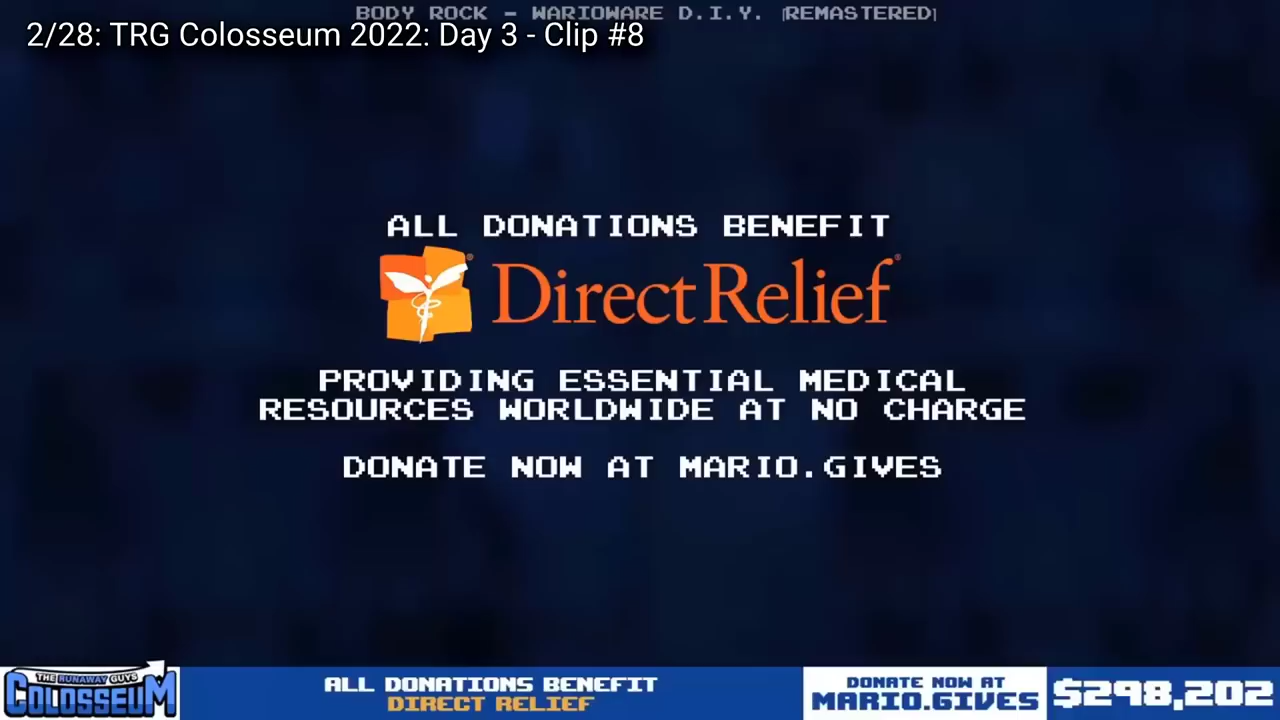 BODY ROCK - WARIOWARE D.I.Y. [REMASTERED]
2/28: TRG Colosseum 2022: Day 3 - Clip #8
ALL DONATIONS BENEFIT
Direct Relief®
PROVIDING ESSENTIAL MEDICAL
RESOURCES WORLDWIDE AT NO CHARGE
DONATE NOW AT MARIO.GIVES
THE RUNAWAY GUYS
COLOSSEUM
ALL DONATIONS BENEFIT
DIRECT RELIEF
DONATE NOW AT
MARIO.GIVES
$298,202